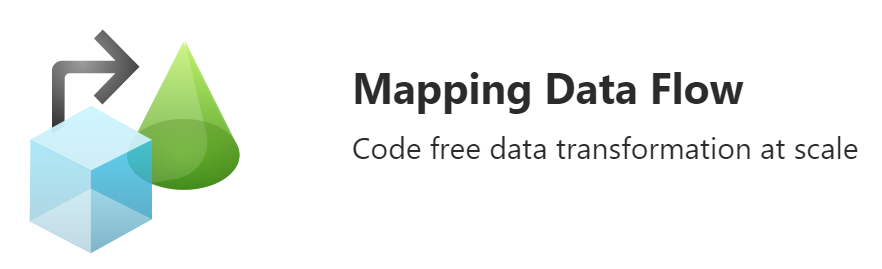 Mapping Data Flow
Code free data transformation at scale